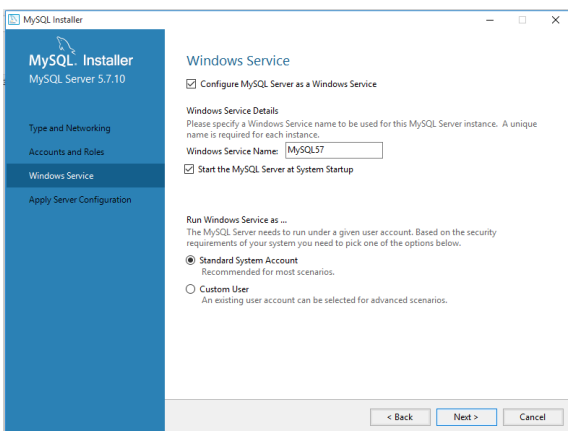 MySQL Installer
MySQL. Installer
MySQL Server 5.7.10
Type and Networking
Accounts and Roles
Windows Service
Apply Server Configuration
Windows Service
Configure MySQL Server as a Windows Service
Windows Service Details
Please specify a Windows Service name to be used for this MySQL Server instance. A unique
name is required for each instance.
Windows Service Name: MySQL57
Start the MySQL Server at System Startup
Run Windows Service as ...
The MySQL Server needs to run under a given user account. Based on the security
requirements of your system you need to pick one of the options below.
Standard System Account
Recommended for most scenarios.
Custom User
An existing user account can be selected for advanced scenarios.
< Back Next > Cancel